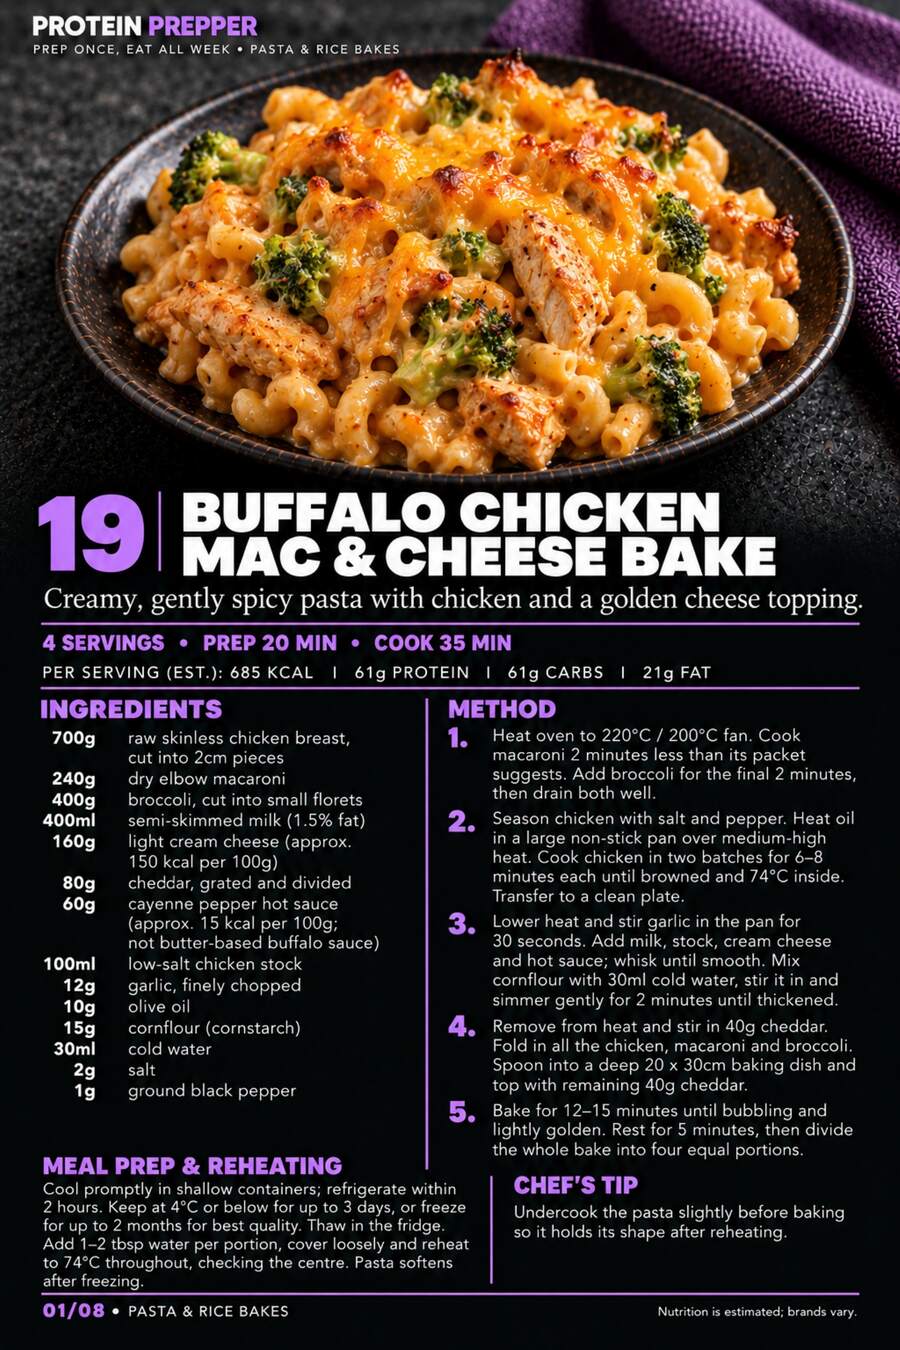 PROTEIN PREPPER
PREP ONCE, EAT ALL WEEK • PASTA & RICE BAKES
19
BUFFALO CHICKEN
MAC & CHEESE BAKE
Creamy, gently spicy pasta with chicken and a golden cheese topping.
4 SERVINGS • PREP 20 MIN • COOK 35 MIN
PER SERVING (EST.): 685 KCAL | 61g PROTEIN | 61g CARBS | 21g FAT
INGREDIENTS
700g raw skinless chicken breast,
cut into 2cm pieces
240g dry elbow macaroni
400g broccoli, cut into small florets
400ml semi-skimmed milk (1.5% fat)
160g light cream cheese (approx.
150 kcal per 100g)
80g cheddar, grated and divided
60g cayenne pepper hot sauce
(approx. 15 kcal per 100g;
not butter-based buffalo sauce)
100ml low-salt chicken stock
12g garlic, finely chopped
10g olive oil
15g cornflour (cornstarch)
30ml cold water
2g salt
1g ground black pepper
METHOD
1. Heat oven to 220°C / 200°C fan. Cook
macaroni 2 minutes less than its packet
suggests. Add broccoli for the final 2 minutes,
then drain both well.
2. Season chicken with salt and pepper. Heat oil
in a large non-stick pan over medium-high
heat. Cook chicken in two batches for 6–8
minutes each until browned and 74°C inside.
Transfer to a clean plate.
3. Lower heat and stir garlic in the pan for
30 seconds. Add milk, stock, cream cheese
and hot sauce; whisk until smooth. Mix
cornflour with 30ml cold water, stir it in and
simmer gently for 2 minutes until thickened.
4. Remove from heat and stir in 40g cheddar.
Fold in all the chicken, macaroni and broccoli.
Spoon into a deep 20 x 30cm baking dish and
top with remaining 40g cheddar.
5. Bake for 12–15 minutes until bubbling and
lightly golden. Rest for 5 minutes, then divide
the whole bake into four equal portions.
MEAL PREP & REHEATING
Cool promptly in shallow containers; refrigerate within
2 hours. Keep at 4°C or below for up to 3 days, or freeze
for up to 2 months for best quality. Thaw in the fridge.
Add 1–2 tbsp water per portion, cover loosely and reheat
to 74°C throughout, checking the centre. Pasta softens
after freezing.
CHEF'S TIP
Undercook the pasta slightly before baking
so it holds its shape after reheating.
01/08 • PASTA & RICE BAKES
Nutrition is estimated; brands vary.